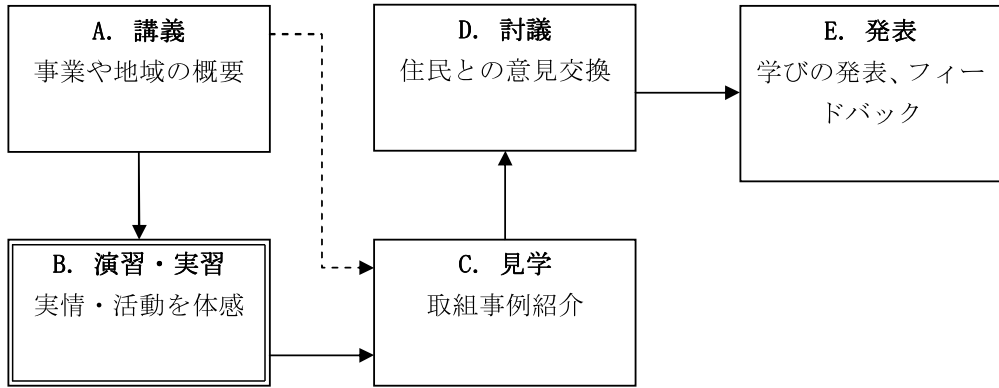 A. 講義
事業や地域の概要
B. 演習・実習
実情・活動を体感
C. 見学
取組事例紹介
D. 討議
住民との意見交換
E. 発表
学びの発表、フィー
ドバック